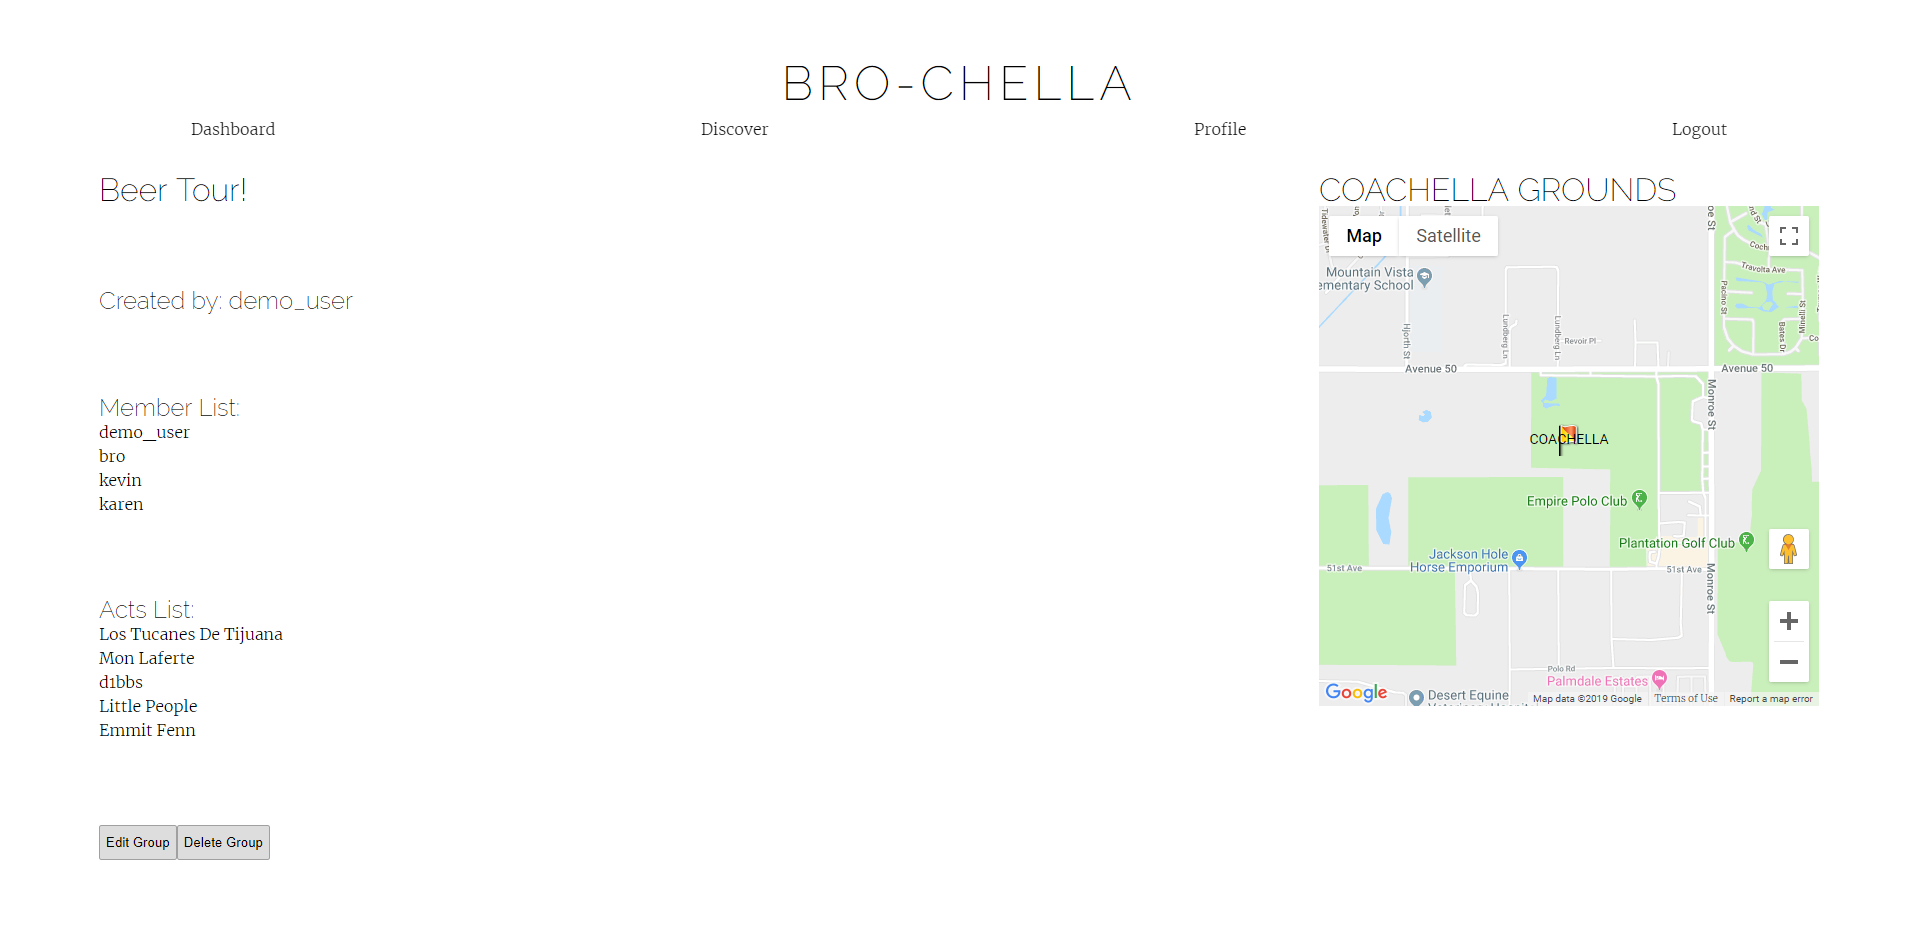 BRO-CHELLA
Dashboard
Discover
Profile
Logout
Beer Tour!
Created by: demo_user
Member List:
demo_user
bro
kevin
karen
Acts List:
Los Tucanes De Tijuana
Mon Laferte
d1bbs
Little People
Emmit Fenn
Edit Group
Delete Group
COACHELLA GROUNDS
Map
Satellite
Mountain Vista
ementary School
Hjorth St
Lundberg Ln
Lundberg Ln
Revoir Pl
Travolta Ave
Pacino St
Minelli St
Bates Dr
Co
Avenue 50
Avenue 50
Monroe St
COACHELLA
Empire Polo Club
Plantation Golf Club
Jackson Hole
Horse Emporium
51st Ave
51st Ave
Monroe St
Polo Rd
Palmdale Estates
Desert Equine
Google
Map data ©2019 Google
Terms of Use
Report a map error